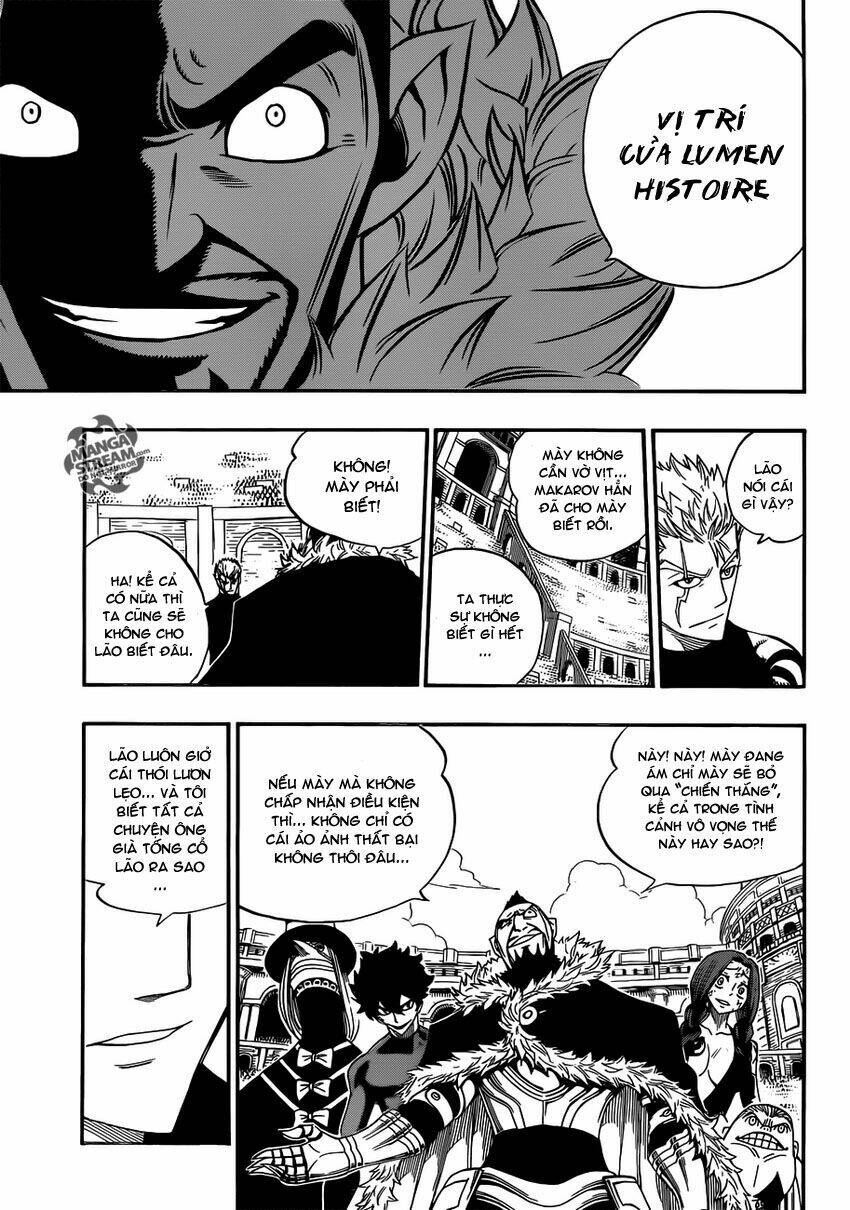 VỊ TRÍ
CỦA LUMEN
HISTOIRE
LÃO
NÓI CÁI
GÌ VẬY?
MÀY KHÔNG
CẦN VỜ VỊT...
MAKAROV HẮN
ĐÃ CHO MÀY
BIẾT RỒI.
TA THỰC
SỰ KHÔNG
BIẾT GÌ HẾT
...
KHÔNG!
MÀY PHẢI
BIẾT!
HA! KỂ CẢ
CÓ NỮA THÌ
TA CŨNG SẼ
KHÔNG CHO
LÃO BIẾT ĐÂU.
MANGA
STREAM.COM
DO NOT MIRROR
NÀY! NÀY! MÀY ĐANG
ÁM CHỈ MÀY SẼ BỎ
QUA "CHIẾN THẮNG",
KỂ CẢ TRONG TÌNH
CẢNH VÔ VỌNG THẾ
NÀY HAY SAO?!
NẾU MÀY MÀ KHÔNG
CHẤP NHẬN ĐIỀU KIỆN
THÌ... KHÔNG CHỈ CÓ
CÁI ẢO ẢNH THẤT BẠI
KHÔNG THÔI ĐÂU...
LÃO LUÔN GIỞ
CÁI THÓI LƯƠN
LẸO... VÀ TÔI
BIẾT TẤT CẢ
CHUYỆN ÔNG
GIÀ TỐNG CỔ
LÃO RA SAO
...